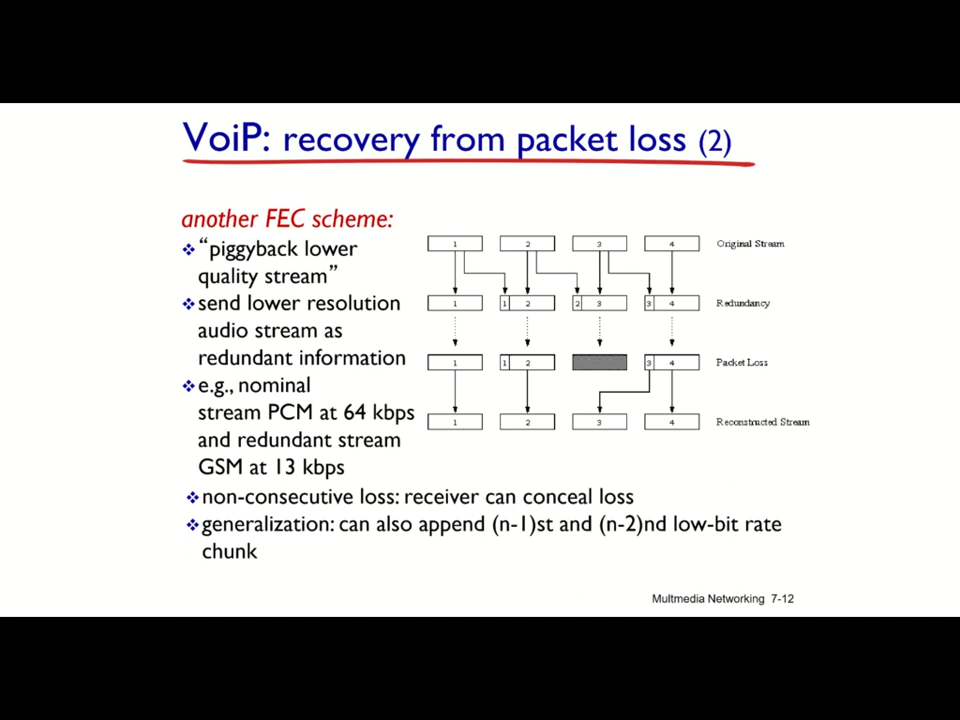 VoiP: recovery from packet loss (2)
another FEC scheme:
❖“piggyback lower
quality stream”
❖send lower resolution
audio stream as
redundant information
❖e.g., nominal
stream PCM at 64 kbps
and redundant stream
GSM at 13 kbps
❖non-consecutive loss: receiver can conceal loss
❖generalization: can also append (n-1)st and (n-2)nd low-bit rate
chunk
1 2 3 4 Original Stream
1 1 2 2 3 3 4 Redundancy
1 1 2 3 4 Packet Loss
1 2 3 4 Reconstructed Stream
Multmedia Networking 7-12